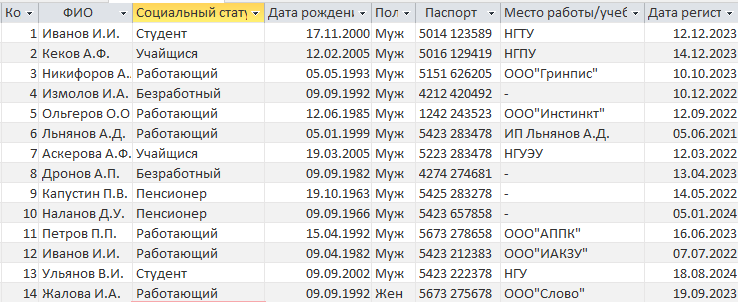 Ко ФИО Социальный стату Дата рожден Пол Паспорт Место работы/учеб Дата регист
1 Иванов И.И. Студент 17.11.2000 Муж 5014 123589 НГТУ 12.12.2023
2 Кеков А.Ф. Учайщися 12.02.2005 Муж 5016 129419 НГПУ 14.12.2023
3 Никифоров А.. Работающий 05.05.1993 Муж 5151 626205 ООО"Гринпис" 10.10.2023
4 Измолов И.А. Безработный 09.09.1992 Муж 4212 420492 - 10.12.2022
5 Ольгеров О.О Работающий 12.06.1985 Муж 1242 243523 ООО"Инстинкт" 12.09.2022
6 Льнянов А.Д. Работающий 05.01.1999 Муж 5423 283478 ИП Льнянов А.Д. 05.06.2021
7 Аскерова А.Ф. Учайщися 19.03.2005 Муж 5223 283478 НГУЭУ 12.03.2022
8 Дронов А.П. Безработный 09.09.1982 Муж 4274 274681 - 13.04.2023
9 Капустин П.В. Пенсионер 19.10.1963 Муж 5425 283278 - 14.05.2022
10 Наланов Д.У. Пенсионер 09.09.1966 Муж 5423 657858 - 05.01.2024
11 Петров П.П. Работающий 15.04.1992 Муж 5673 278658 ООО"АППК" 16.06.2023
12 Иванов И.И. Работающий 09.04.1982 Муж 5423 212383 ООО"ИАКЗУ" 07.07.2022
13 Ульянов В.И. Студент 09.09.2002 Муж 5423 222378 НГУ 18.08.2024
14 Жалова И.А. Работающий 09.09.1992 Жен 5673 275678 ООО"Слово" 19.09.2023